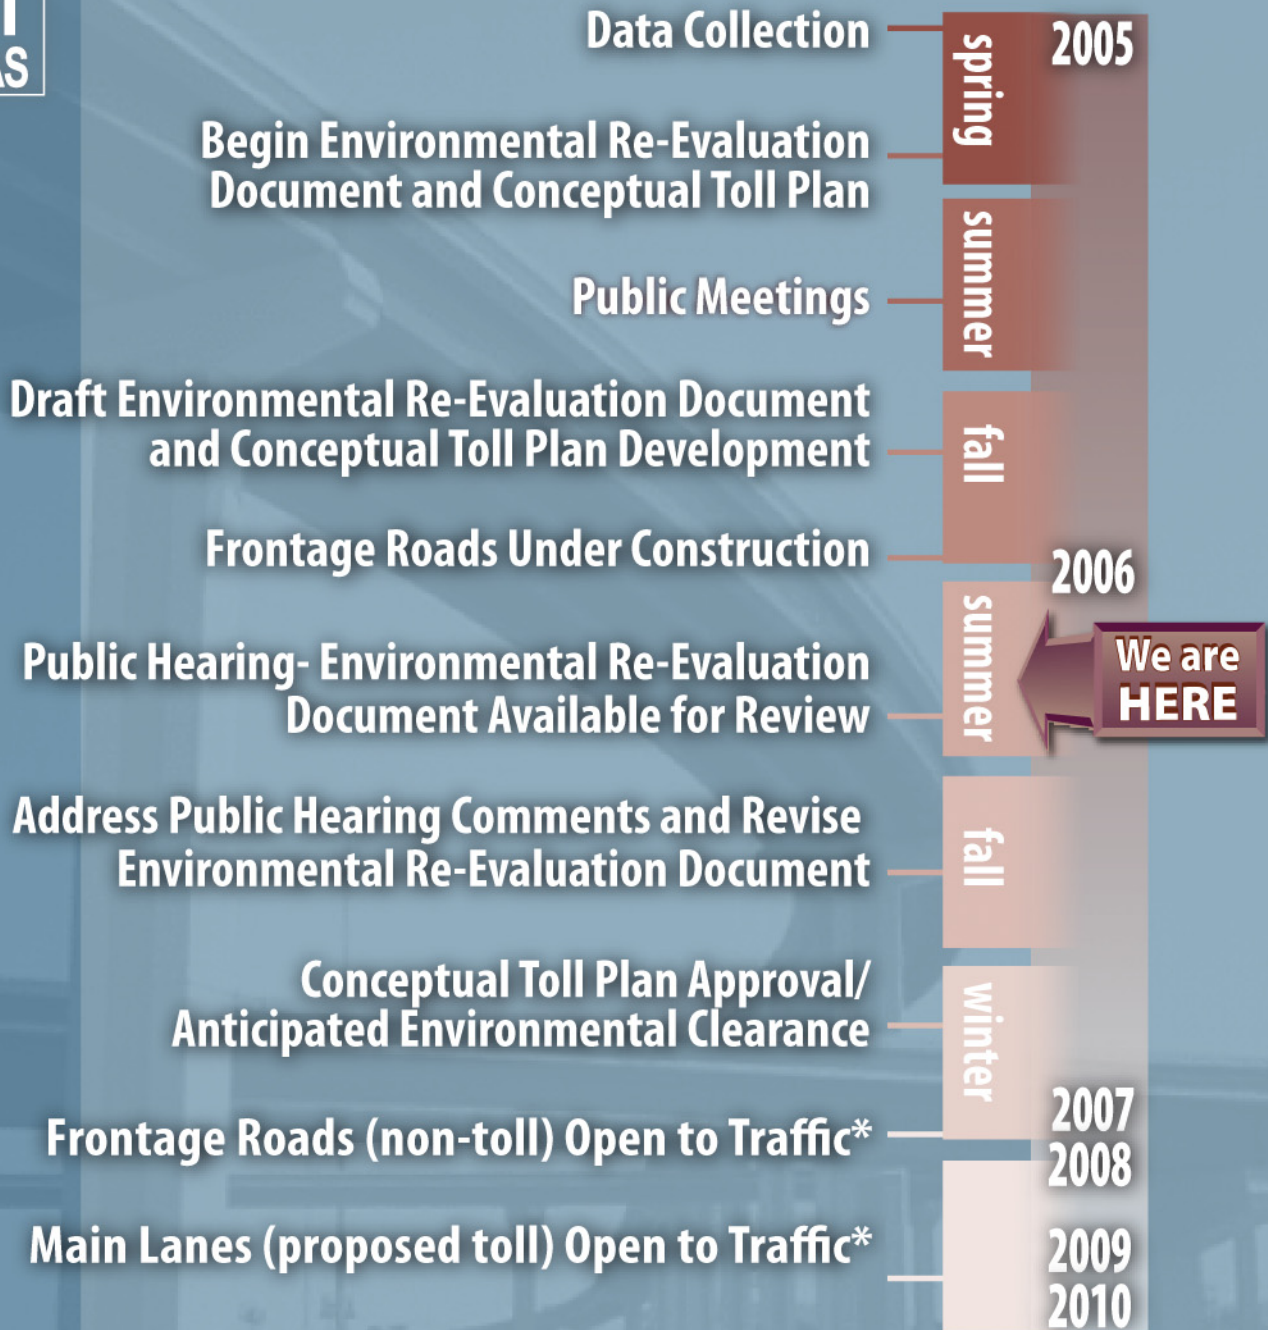 AS
Data Collection
spring
2005
Begin Environmental Re-Evaluation
Document and Conceptual Toll Plan
summer
Public Meetings
Draft Environmental Re-Evaluation Document
and Conceptual Toll Plan Development
fall
Frontage Roads Under Construction
2006
summer
We are
HERE
Public Hearing- Environmental Re-Evaluation
Document Available for Review
Address Public Hearing Comments and Revise
Environmental Re-Evaluation Document
fall
Conceptual Toll Plan Approval/
Anticipated Environmental Clearance
winter
2007
Frontage Roads (non-toll) Open to Traffic*
2008
Main Lanes (proposed toll) Open to Traffic*
2009
2010